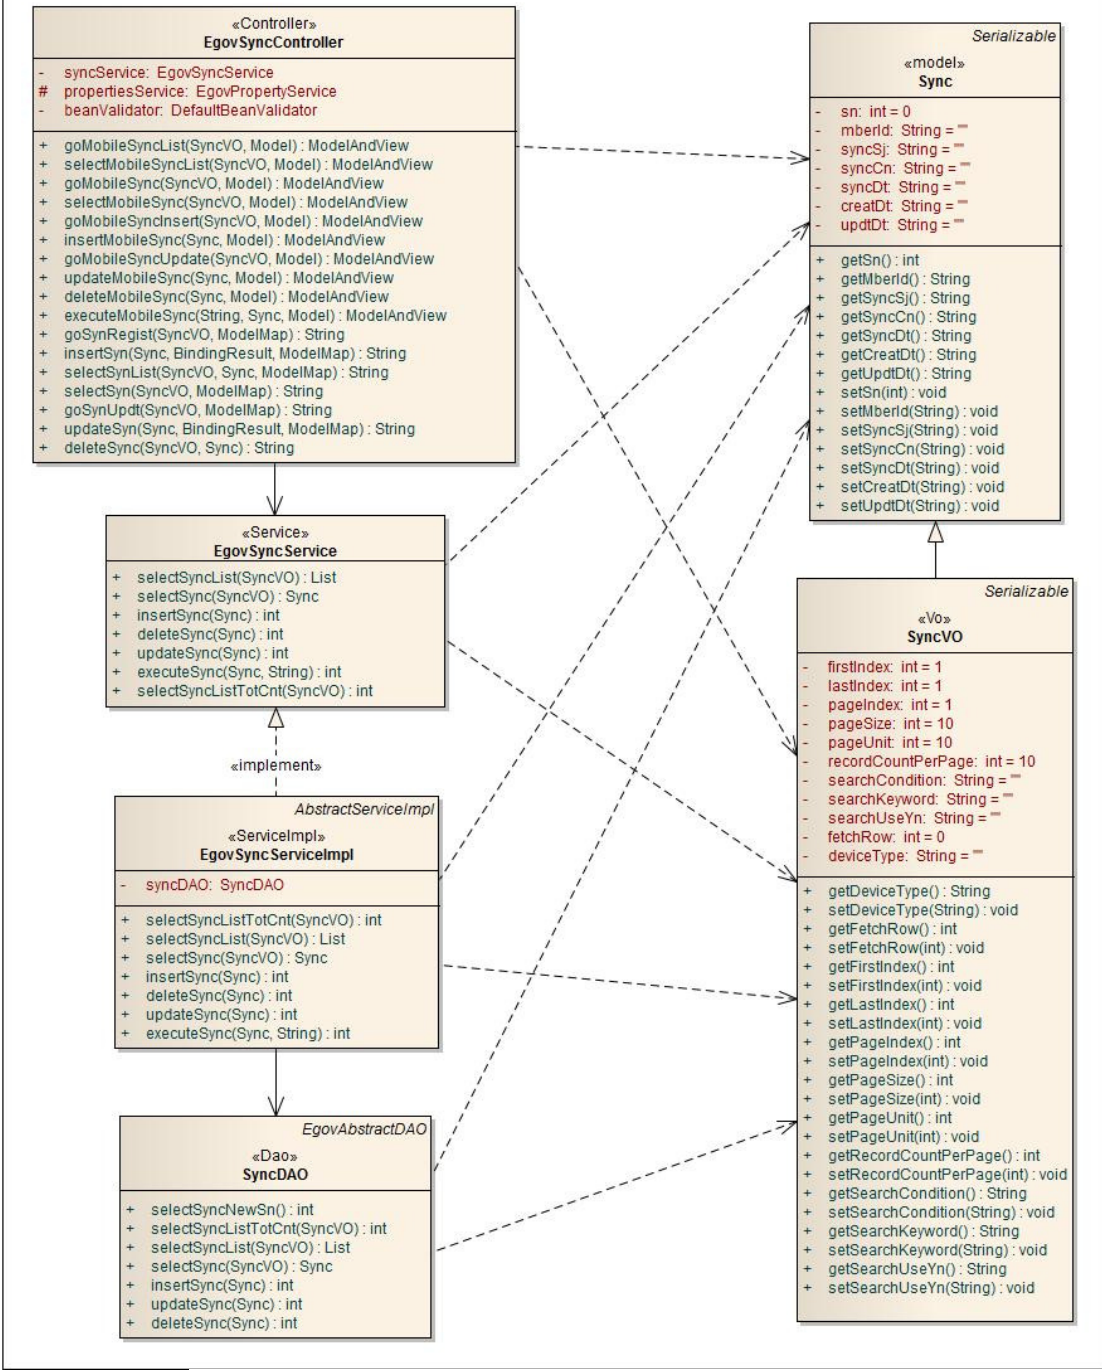 «Controller»
EgovSyncController
- syncService: EgovSyncService
# propertiesService: EgovPropertyService
- beanValidator: DefaultBeanValidator
+ goMobileSyncList(SyncVO, Model) : ModelAndView
+ selectMobileSyncList(SyncVO, Model) : ModelAndView
+ goMobileSync(SyncVO, Model) : ModelAndView
+ selectMobileSync(SyncVO, Model) : ModelAndView
+ goMobileSyncInsert(SyncVO, Model) : ModelAndView
+ insertMobileSync(Sync, Model) : ModelAndView
+ goMobileSyncUpdate(SyncVO, Model) : ModelAndView
+ updateMobileSync(Sync, Model) : ModelAndView
+ deleteMobileSync(Sync, Model) : ModelAndView
+ executeMobileSync(String, Sync, Model) : ModelAndView
+ goSynRegist(SyncVO, ModelMap) : String
+ insertSyn(Sync, BindingResult, ModelMap) : String
+ selectSynList(SyncVO, Sync, ModelMap) : String
+ selectSyn(SyncVO, ModelMap) : String
+ goSynUpdt(SyncVO, ModelMap) : String
+ updateSyn(Sync, BindingResult, ModelMap) : String
+ deleteSync(SyncVO, Sync) : String
«Service»
EgovSyncService
+ selectSyncList(SyncVO) : List
+ selectSync(SyncVO) : Sync
+ insertSync(Sync) : int
+ deleteSync(Sync) : int
+ updateSync(Sync) : int
+ executeSync(Sync, String) : int
+ selectSyncListTotCnt(SyncVO) : int
«implement»
AbstractServiceImpl
«ServiceImpl»
EgovSyncServiceImpl
- syncDAO: SyncDAO
+ selectSyncListTotCnt(SyncVO) : int
+ selectSyncList(SyncVO) : List
+ selectSync(SyncVO) : Sync
+ insertSync(Sync) : int
+ deleteSync(Sync) : int
+ updateSync(Sync) : int
+ executeSync(Sync, String) : int
EgovAbstractDAO
«Dao»
SyncDAO
+ selectSyncNewSn() : int
+ selectSyncListTotCnt(SyncVO) : int
+ selectSyncList(SyncVO) : List
+ selectSync(SyncVO) : Sync
+ insertSync(Sync) : int
+ updateSync(Sync) : int
+ deleteSync(Sync) : int
Serializable
«model»
Sync
- sn: int = 0
- mberId: String = ""
- syncSj: String = ""
- syncCn: String = ""
- syncDt: String = ""
- creatDt: String = ""
- updtDt: String = ""
+ getSn() : int
+ getMberId() : String
+ getSyncSj() : String
+ getSyncCn() : String
+ getSyncDt() : String
+ getCreatDt() : String
+ getUpdtDt() : String
+ setSn(int) : void
+ setMberId(String) : void
+ setSyncSj(String) : void
+ setSyncCn(String) : void
+ setSyncDt(String) : void
+ setCreatDt(String) : void
+ setUpdtDt(String) : void
Serializable
«Vo»
SyncVO
- firstIndex: int = 1
- lastIndex: int = 1
- pageIndex: int = 1
- pageSize: int = 10
- pageUnit: int = 10
- recordCountPerPage: int = 10
- searchCondition: String = ""
- searchKeyword: String = ""
- searchUseYn: String = ""
- fetchRow: int = 0
- deviceType: String = ""
+ getDeviceType() : String
+ setDeviceType(String) : void
+ getFetchRow() : int
+ setFetchRow(int) : void
+ getFirstIndex() : int
+ setFirstIndex(int) : void
+ getLastIndex() : int
+ setLastIndex(int) : void
+ getPageIndex() : int
+ setPageIndex(int) : void
+ getPageSize() : int
+ setPageSize(int) : void
+ getPageUnit() : int
+ setPageUnit(int) : void
+ getRecordCountPerPage() : int
+ setRecordCountPerPage(int) : void
+ getSearchCondition() : String
+ setSearchCondition(String) : void
+ getSearchKeyword() : String
+ setSearchKeyword(String) : void
+ getSearchUseYn() : String
+ setSearchUseYn(String) : void